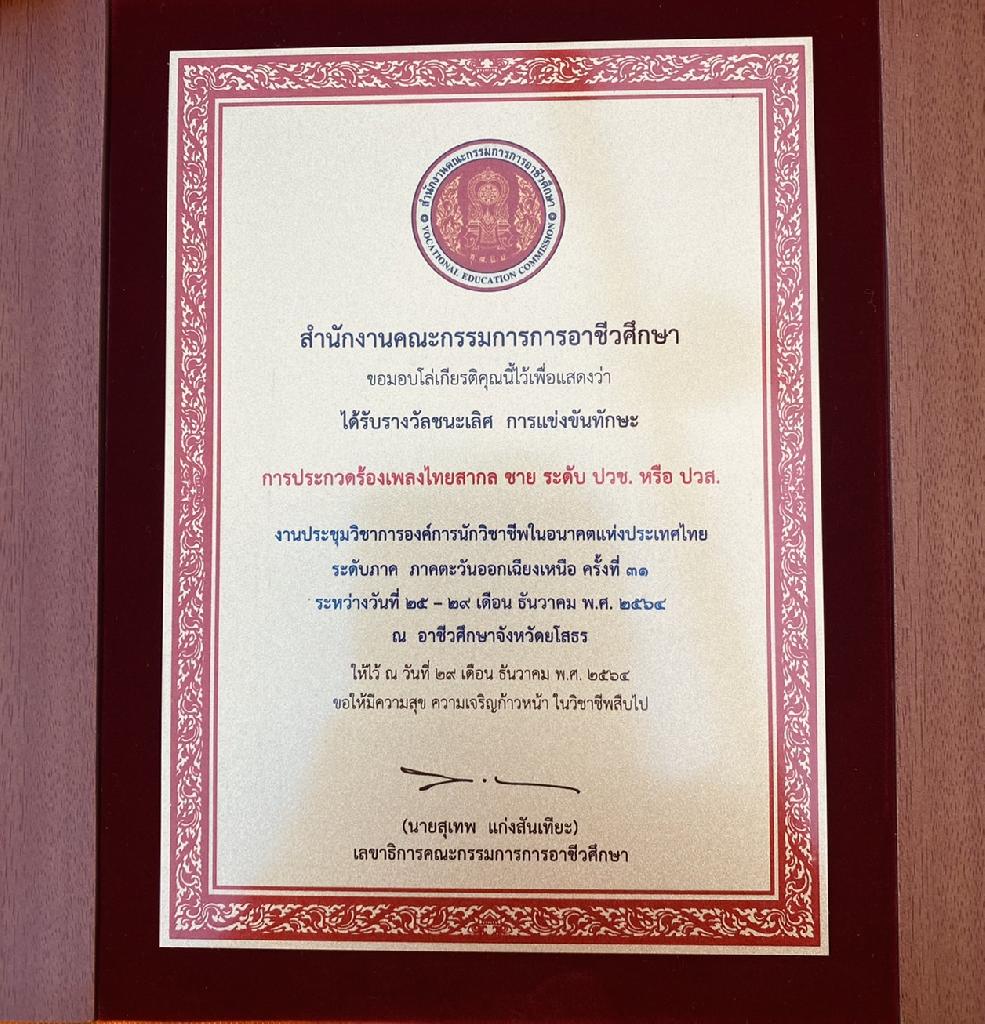 สำนักงานคณะกรรมการการอาชีวศึกษา
VOCATIONAL EDUCATION COMMISSION
สำนักงานคณะกรรมการการอาชีวศึกษา
ขอมอบโล่เกียรติคุณนี้ไว้เพื่อแสดงว่า
ได้รับรางวัลชนะเลิศ การแข่งขันทักษะ
การประกวดร้องเพลงไทยสากล ชาย ระดับ ปวช. หรือ ปวส.
งานประชุมวิชาการองค์การนักวิชาชีพในอนาคตแห่งประเทศไทย
ระดับภาค ภาคตะวันออกเฉียงเหนือ ครั้งที่ ๓๑
ระหว่างวันที่ ๒๕ – ๒๙ เดือน ธันวาคม พ.ศ. ๒๕๖๔
ณ อาชีวศึกษาจังหวัดยโสธร
ให้ไว้ ณ วันที่ ๒๙ เดือน ธันวาคม พ.ศ. ๒๕๖๔
ขอให้มีความสุข ความเจริญก้าวหน้า ในวิชาชีพสืบไป
(นายสุเทพ แก่งสันเทียะ)
เลขาธิการคณะกรรมการการอาชีวศึกษา